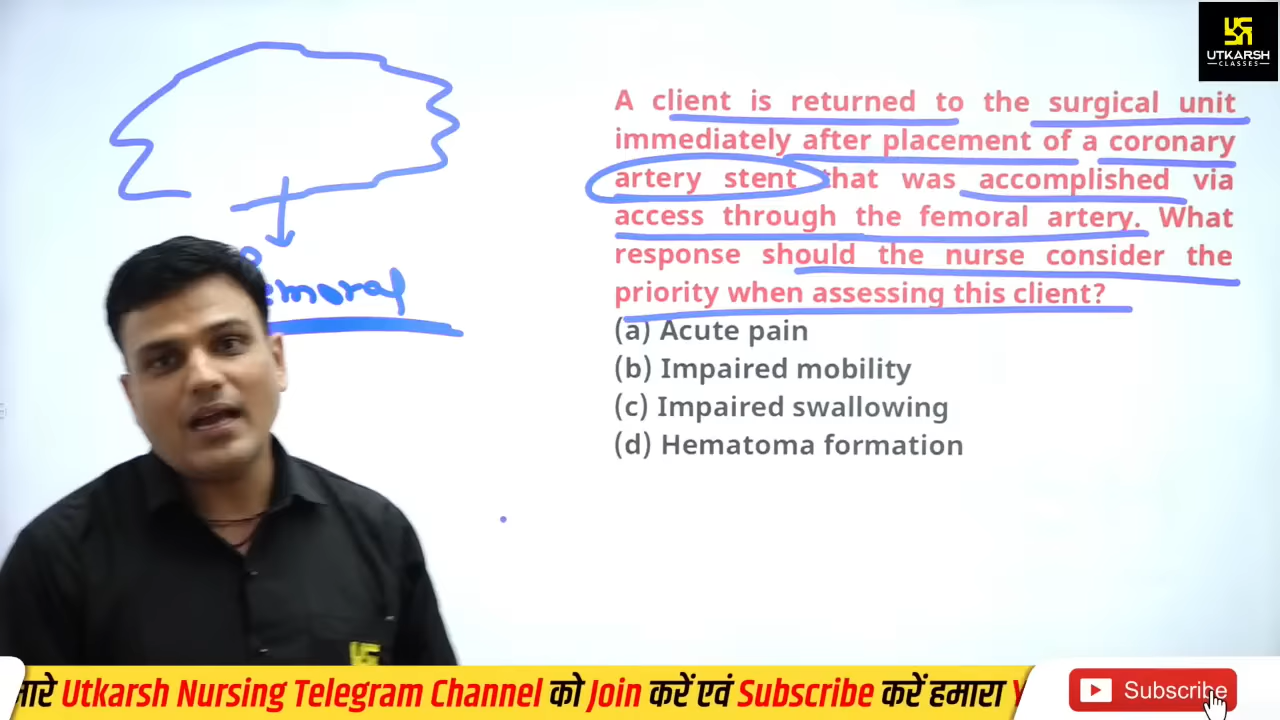 UTKARSH
CLASSES
A client is returned to the surgical unit
immediately after placement of a coronary
artery stent that was accomplished via
access through the femoral artery. What
response should the nurse consider the
priority when assessing this client?
(a) Acute pain
(b) Impaired mobility
(c) Impaired swallowing
(d) Hematoma formation
emoral
मारे Utkarsh Nursing Telegram Channel को Join करें एवं Subscribe करें हमारा
Subscribe